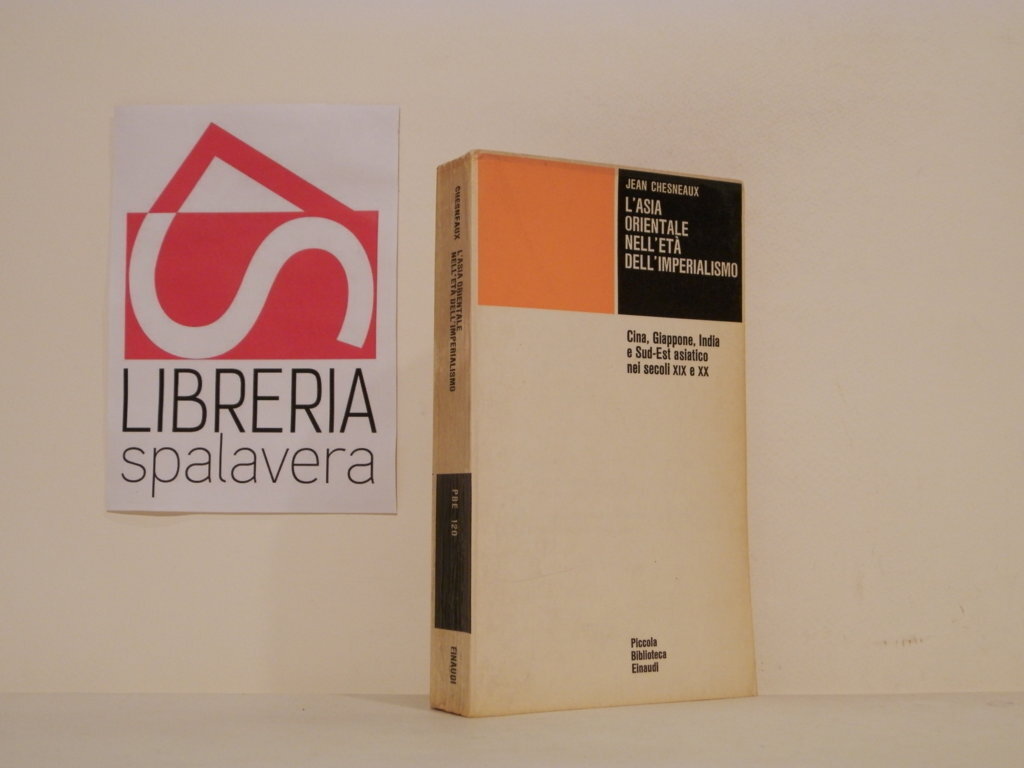 LIBRERIA
spalavera
CHESNEAUX L'ASIA ORIENTALE
NELL'ETÀ DELL'IMPERIALISMO
PBE 120
EINAUDI
JEAN CHESNEAUX
L'ASIA
ORIENTALE
NELL'ETÀ
DELL'IMPERIALISMO
Cina, Giappone, India
e Sud-Est asiatico
nei secoli XIX e XX
Piccola
Biblioteca
Einaudi